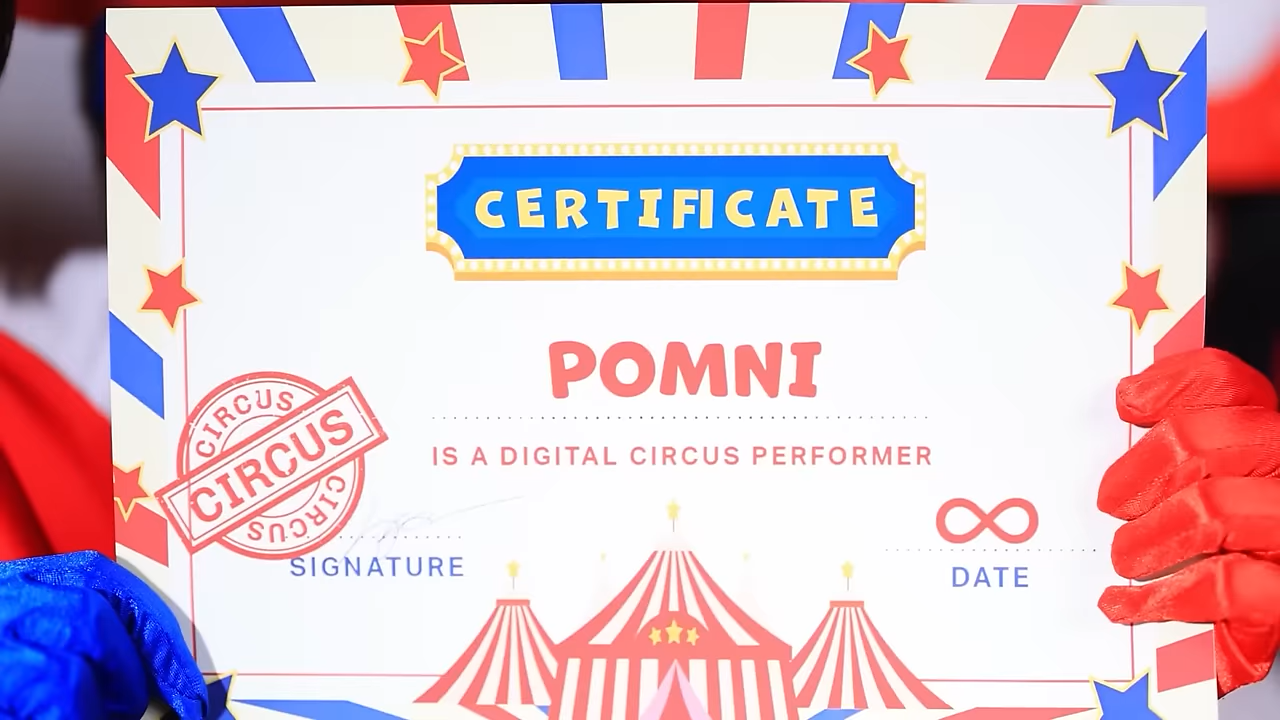 CERTIFICATE
POMNI
IS A DIGITAL CIRCUS PERFORMER
CIRCUS
CIRCUS
CIRCUS
SIGNATURE
∞
DATE